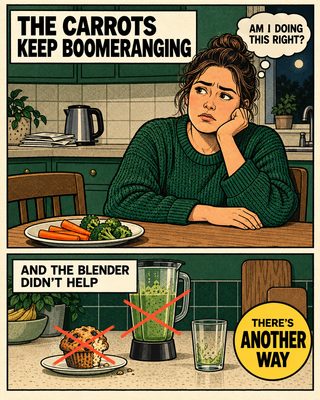 THE CARROTS
KEEP BOOMERANGING
AM I DOING
THIS RIGHT?
AND THE BLENDER
DIDN'T HELP
THERE'S
ANOTHER
WAY